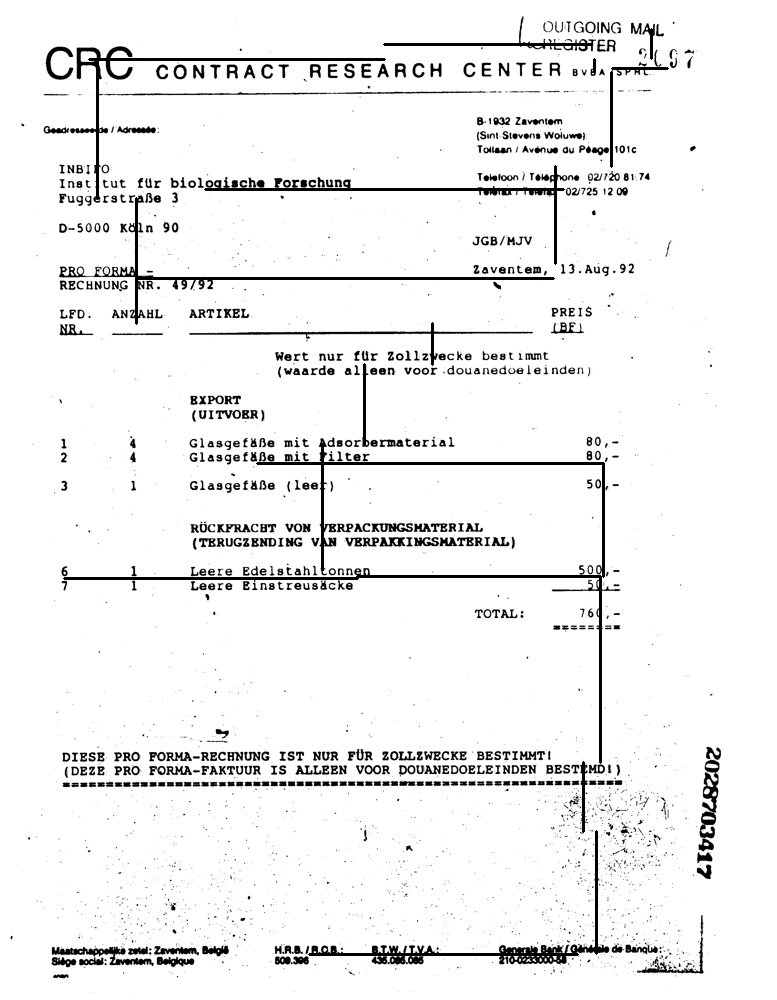 OUTGOING MAIL
REGISTER
CRC CONTRACT RESEARCH CENTER BVBA SPRL
Geadresseerde / Adressée:
B-1932 Zaventem
(Sint-Stevens Woluwe)
Tollaan / Avenue du Péage 101c
Telefoon / Téléphone 02/720 81 74
Telefax / Telefax 02/725 12 09
INBIFO
Institut für biologische Forschung
Fuggerstraße 3
D-5000 Köln 90
JGB/MJV
PRO FORMA - Zaventem, 13.Aug.92
RECHNUNG NR. 49/92
LFD. ANZAHL ARTIKEL PREIS
NR. (BF)
Wert nur für Zollzwecke bestimmt
(waarde alleen voor douanedoeleinden)
EXPORT
(UITVOER)
1 4 Glasgefäße mit Adsorbermaterial 80,-
2 4 Glasgefäße mit Filter 80,-
3 1 Glasgefäße (leer) 50,-
RÜCKFRACHT VON VERPACKUNGSMATERIAL
(TERUGZENDING VAN VERPAKKINGSMATERIAL)
6 1 Leere Edelstahltonnen 500,-
7 1 Leere Einstreusäcke 50,-
TOTAL: 760,-
=======
DIESE PRO FORMA-RECHNUNG IST NUR FÜR ZOLLZWECKE BESTIMMT!
(DEZE PRO FORMA-FAKTUUR IS ALLEEN VOOR DOUANEDOELEINDEN BESTEMD!)
2028703417
Maatschappelijke zetel: Zaventem, België H.R.B. / R.C.B.: B.T.W. / T.V.A.: Generale Bank / Générale de Banque:
Siège social: Zaventem, Belgique 509.396 435.095.085 210-0233000-58